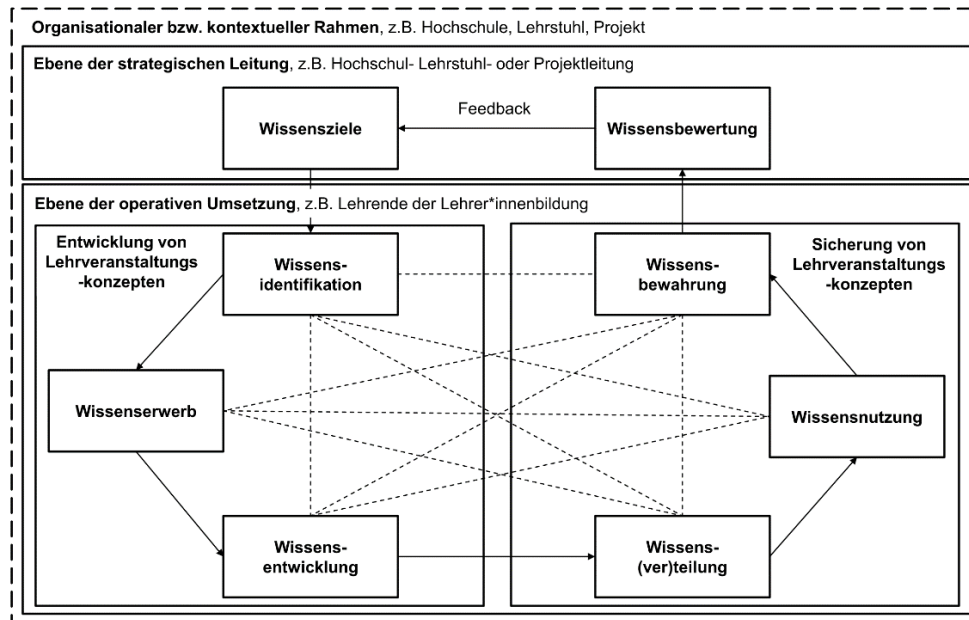 Organisationaler bzw. kontextueller Rahmen, z.B. Hochschule, Lehrstuhl, Projekt
Ebene der strategischen Leitung, z.B. Hochschul- Lehrstuhl- oder Projektleitung
Wissensziele
Feedback
Wissensbewertung
Ebene der operativen Umsetzung, z.B. Lehrende der Lehrer*innenbildung
Entwicklung von
Lehrveranstaltungs
-konzepten
Wissens-
identifikation
Wissens-
bewahrung
Sicherung von
Lehrveranstaltungs
-konzepten
Wissenserwerb
Wissensnutzung
Wissens-
entwicklung
Wissens-
(ver)teilung